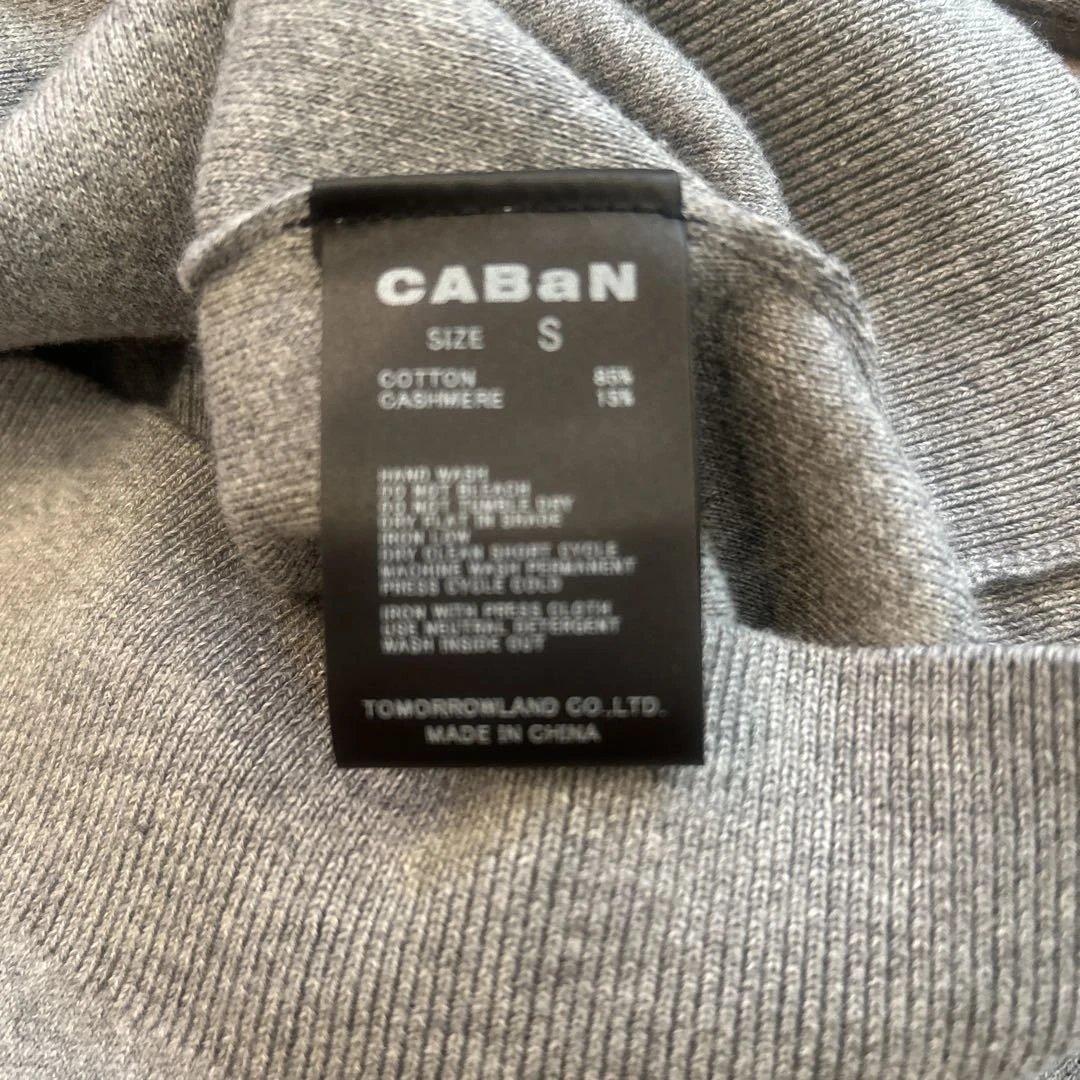 CABaN
SIZE S
COTTON 85%
CASHMERE 15%
HAND WASH
DO NOT BLEACH
DO NOT TUMBLE DRY
DRY FLAT IN SHADE
IRON LOW
DRY CLEAN SHORT CYCLE
MACHINE WASH PERMANENT
PRESS CYCLE COLD
IRON WITH PRESS CLOTH
USE NEUTRAL DETERGENT
WASH INSIDE OUT
TOMORROWLAND CO.,LTD.
MADE IN CHINA